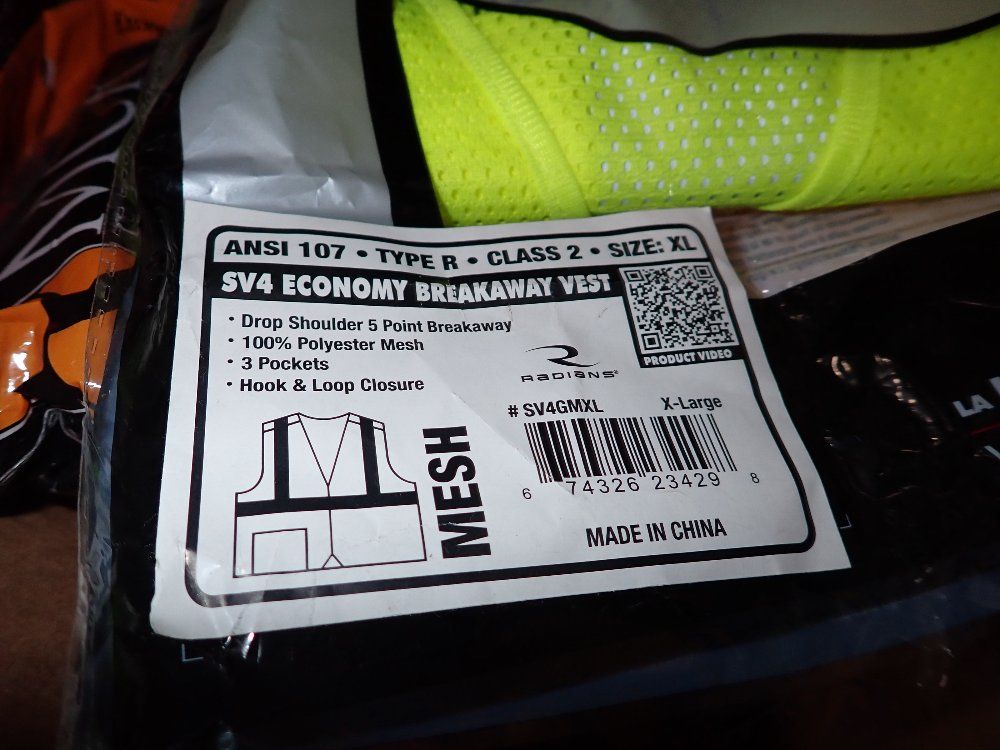 ANSI 107 • TYPE R • CLASS 2 • SIZE: XL
SV4 ECONOMY BREAKAWAY VEST
• Drop Shoulder 5 Point Breakaway
• 100% Polyester Mesh
• 3 Pockets
• Hook & Loop Closure
PRODUCT VIDEO
RADIANS®
# SV4GMXL X-Large
MESH
6 74326 23429 8
MADE IN CHINA
LA